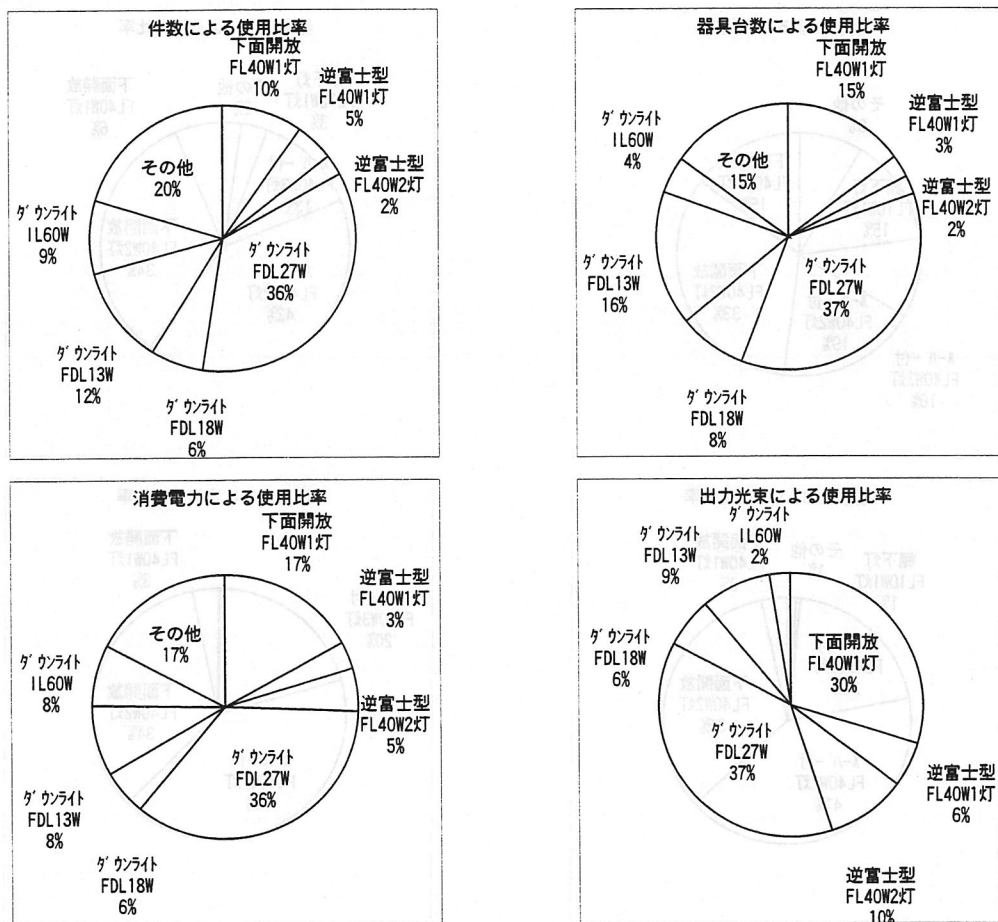 件数による使用比率
下面開放
FL40W1灯
10%
逆富士型
FL40W1灯
5%
逆富士型
FL40W2灯
2%
ダウンライト
FDL27W
36%
ダウンライト
FDL18W
6%
ダウンライト
FDL13W
12%
ダウンライト
IL60W
9%
その他
20%
器具台数による使用比率
下面開放
FL40W1灯
15%
逆富士型
FL40W1灯
3%
逆富士型
FL40W2灯
2%
ダウンライト
FDL27W
37%
ダウンライト
FDL18W
8%
ダウンライト
FDL13W
16%
ダウンライト
IL60W
4%
その他
15%
消費電力による使用比率
下面開放
FL40W1灯
17%
逆富士型
FL40W1灯
3%
逆富士型
FL40W2灯
5%
ダウンライト
FDL27W
36%
ダウンライト
FDL18W
6%
ダウンライト
FDL13W
8%
ダウンライト
IL60W
8%
その他
17%
出力光束による使用比率
下面開放
FL40W1灯
30%
逆富士型
FL40W1灯
6%
逆富士型
FL40W2灯
10%
ダウンライト
FDL27W
37%
ダウンライト
FDL18W
6%
ダウンライト
FDL13W
9%
ダウンライト
IL60W
2%